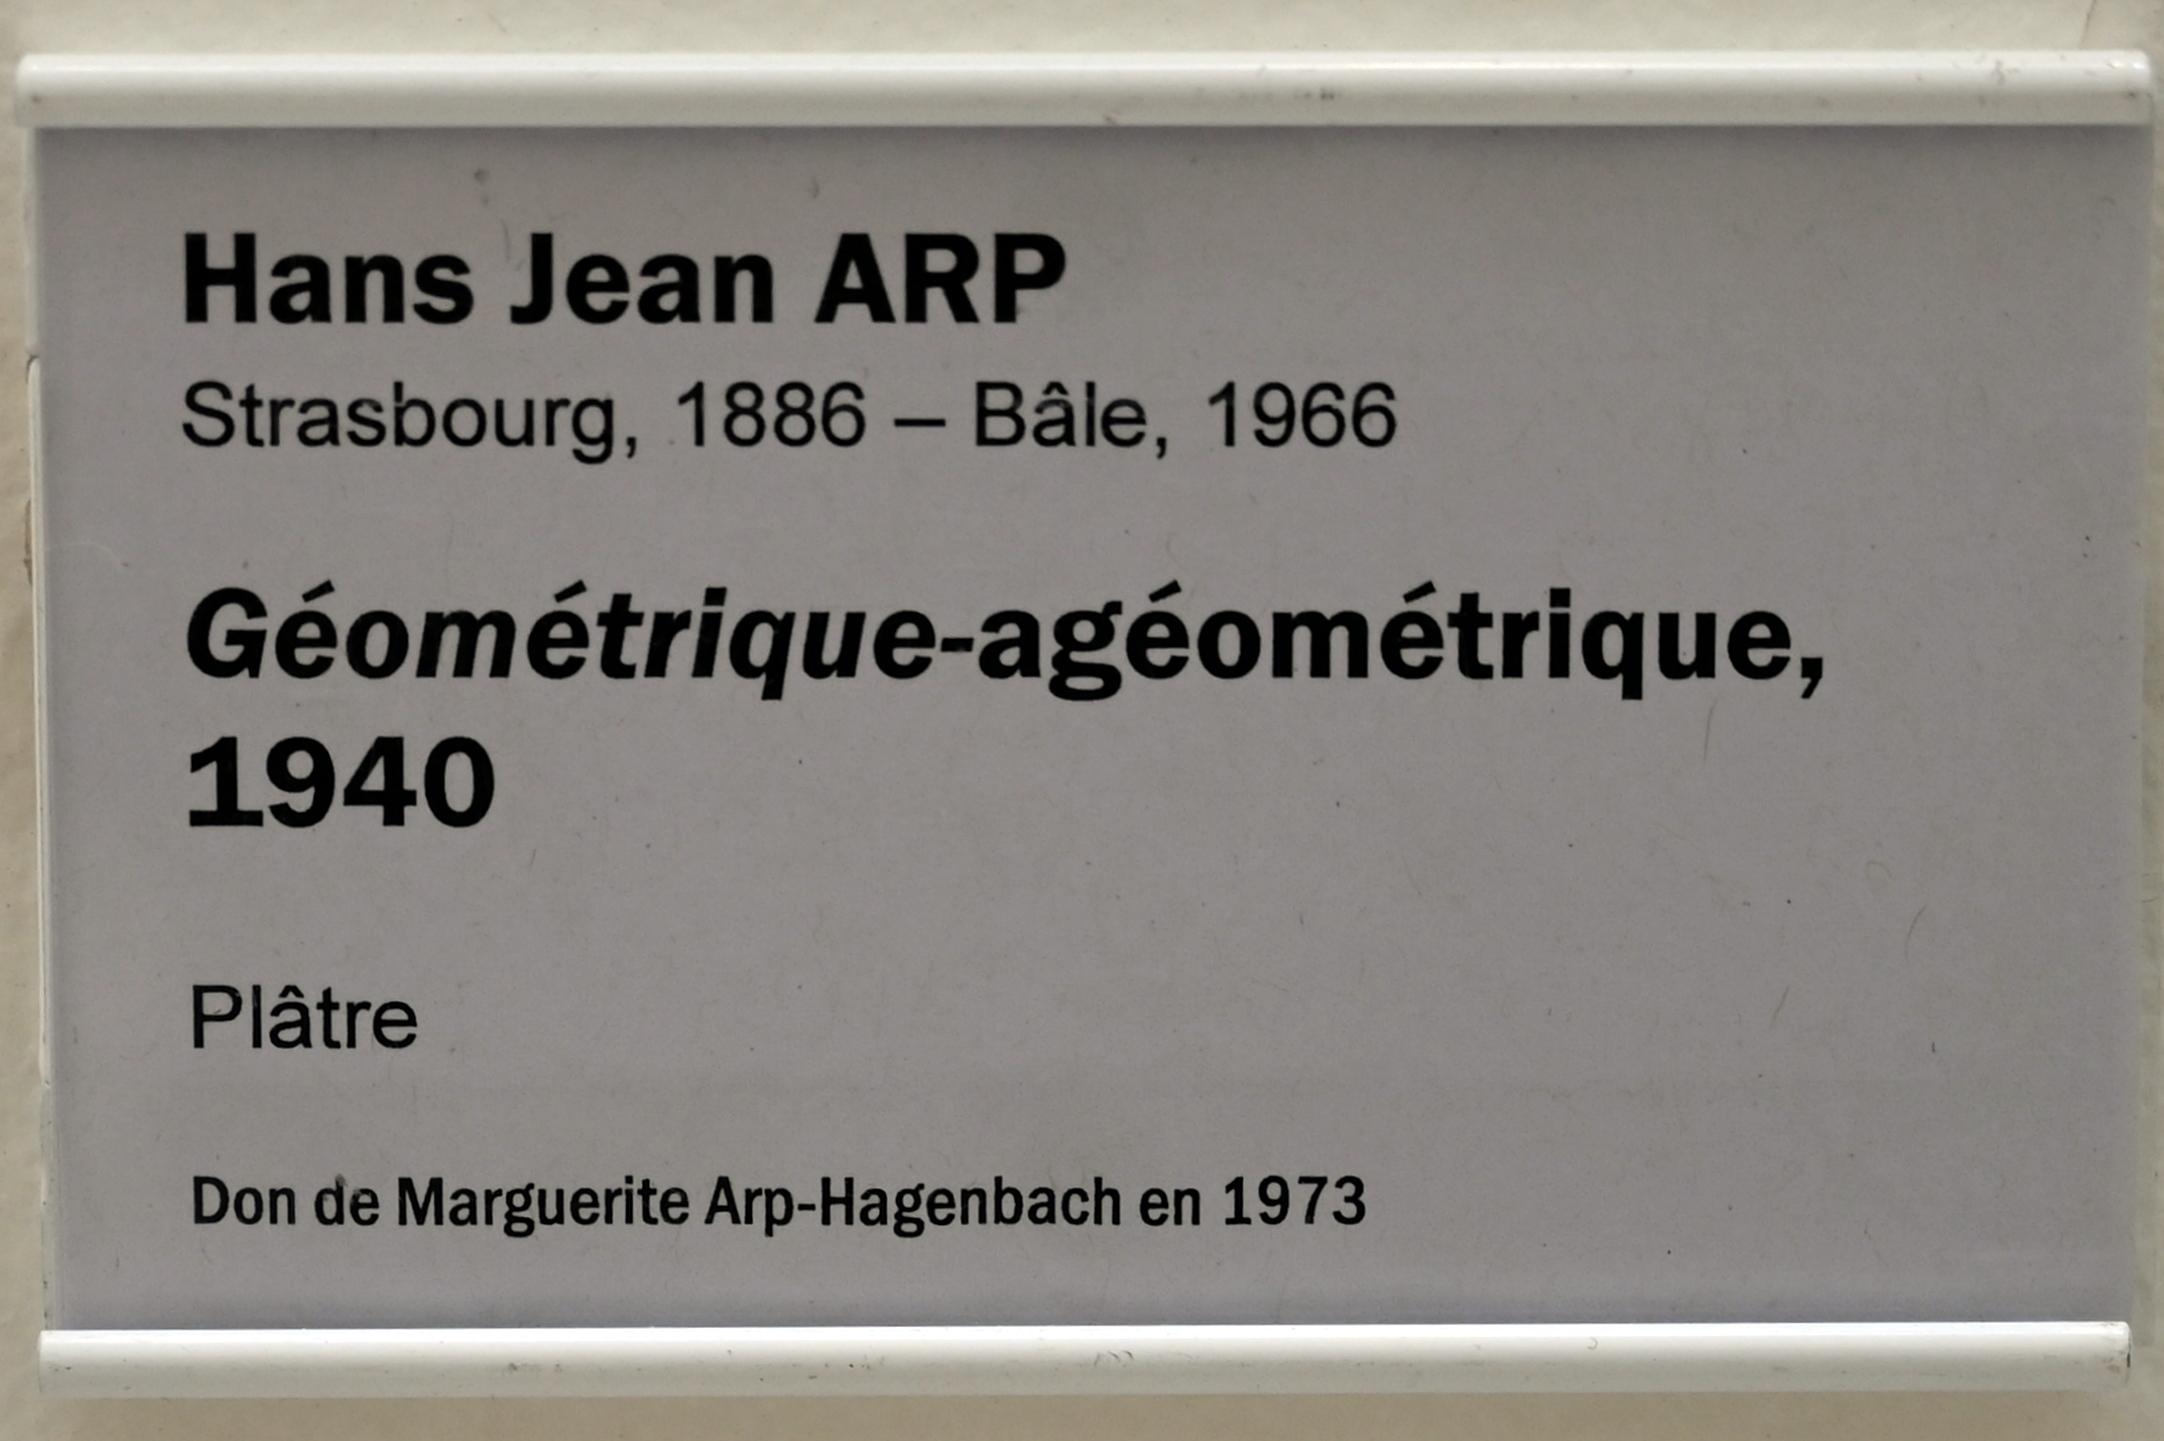 Hans Jean ARP
Strasbourg, 1886 – Bâle, 1966
Géométrique-agéométrique,
1940
Plâtre
Don de Marguerite Arp-Hagenbach en 1973